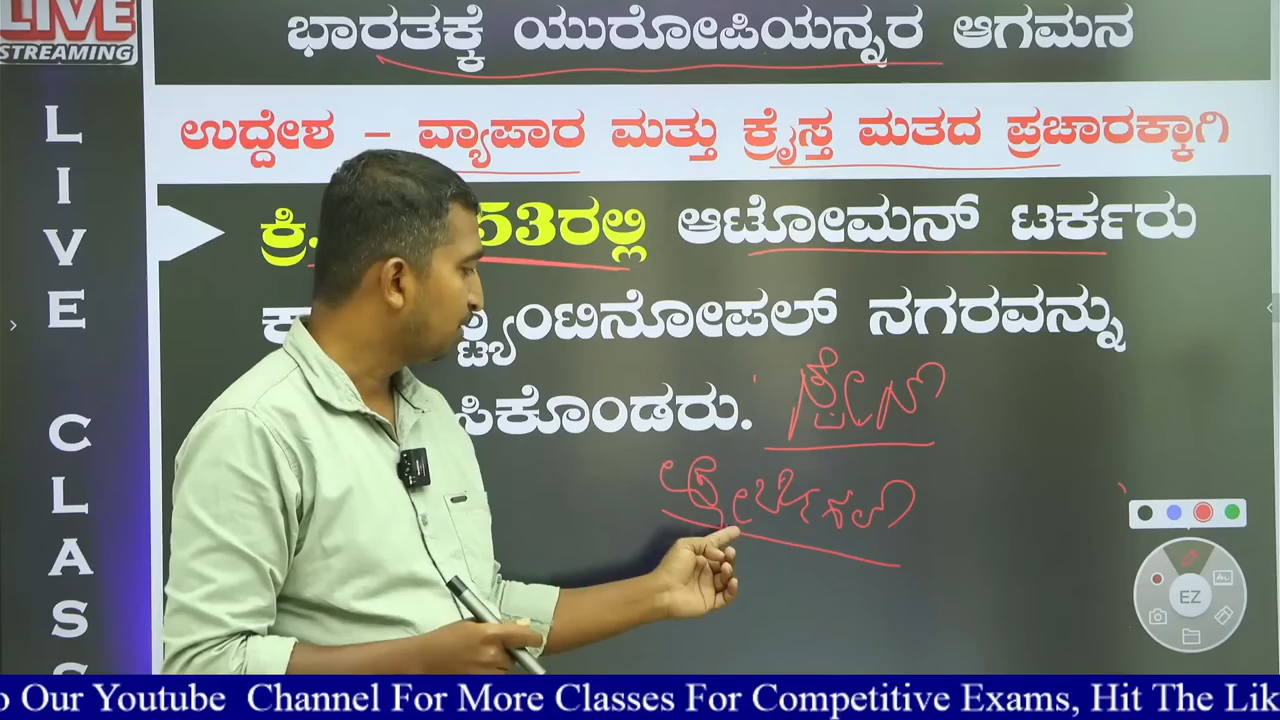 LIVE
STREAMING
ಭಾರತಕ್ಕೆ ಯುರೋಪಿಯನ್ನರ ಆಗಮನ
ಉದ್ದೇಶ – ವ್ಯಾಪಾರ ಮತ್ತು ಕ್ರೈಸ್ತ ಮತದ ಪ್ರಚಾರಕ್ಕಾಗಿ
ಕ್ರಿ. 53ರಲ್ಲಿ ಆಟೋಮನ್ ಟರ್ಕರು
ಸ್ಟ್ಯಾಂಟಿನೋಪಲ್ ನಗರವನ್ನು
ಸಿಕೊಂಡರು. ಸ್ಪೇನ್
LIVE CLASS
EZ
o Our Youtube Channel For More Classes For Competitive Exams, Hit The Lik